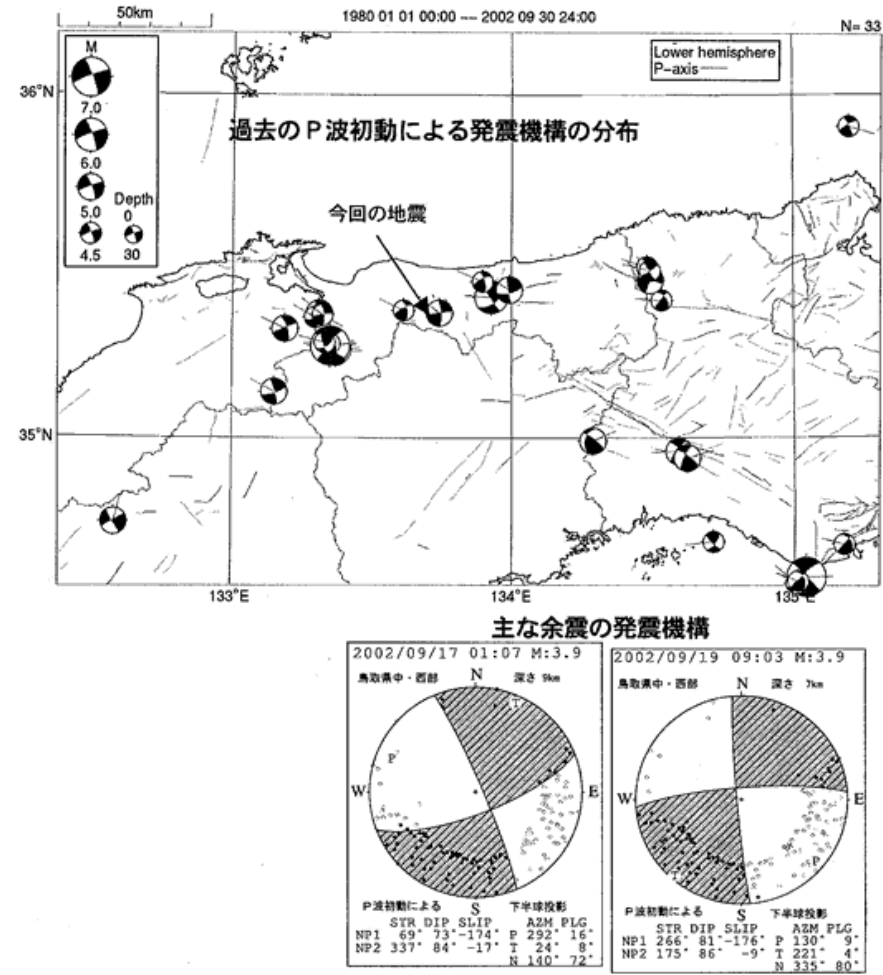 50km
1980 01 01 00:00 -- 2002 09 30 24:00
N= 33
M
7.0
6.0
5.0
4.5
Depth
0
30
Lower hemisphere
P-axis
36°N
過去のP波初動による発震機構の分布
今回の地震
35°N
133°E
134°E
135°E
主な余震の発震機構
2002/09/17 01:07 M:3.9
鳥取県中・西部 N 深さ 9km
T
P
W E
S
P波初動による 下半球投影
STR DIP SLIP AZM PLG
NP1 69° 73°-174° P 292° 16°
NP2 337° 84° -17° T 24° 8°
N 140° 72°
2002/09/19 09:03 M:3.9
鳥取県中・西部 N 深さ 7km
W E
P
T
S
P波初動による 下半球投影
STR DIP SLIP AZM PLG
NP1 266° 81°-176° P 130° 9°
NP2 175° 86° -9° T 221° 4°
N 335° 80°